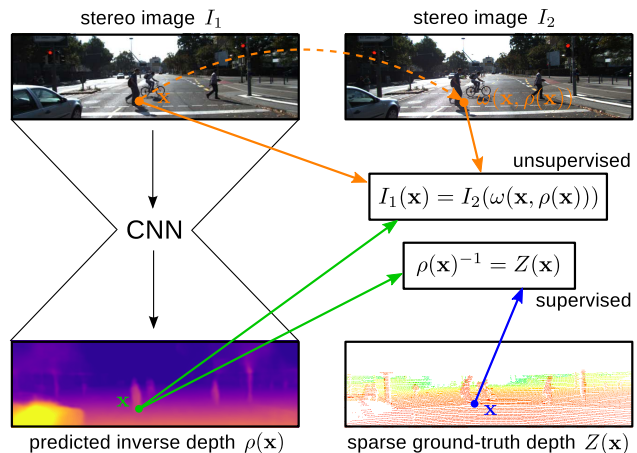 stereo image I₁
stereo image I₂
x
ω(x, ρ(x))
unsupervised
I₁(x) = I₂(ω(x, ρ(x)))
CNN
ρ(x)⁻¹ = Z(x)
supervised
x
x
predicted inverse depth ρ(x)
sparse ground-truth depth Z(x)